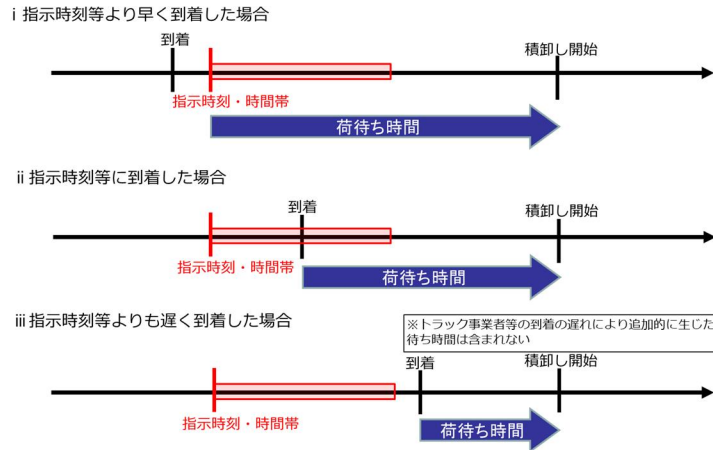 ⅰ 指示時刻等より早く到着した場合
到着
積卸し開始
指示時刻・時間帯
荷待ち時間
ⅱ 指示時刻等に到着した場合
到着
積卸し開始
指示時刻・時間帯
荷待ち時間
ⅲ 指示時刻等よりも遅く到着した場合
※トラック事業者等の到着の遅れにより追加的に生じた
待ち時間は含まれない
到着
積卸し開始
指示時刻・時間帯
荷待ち時間